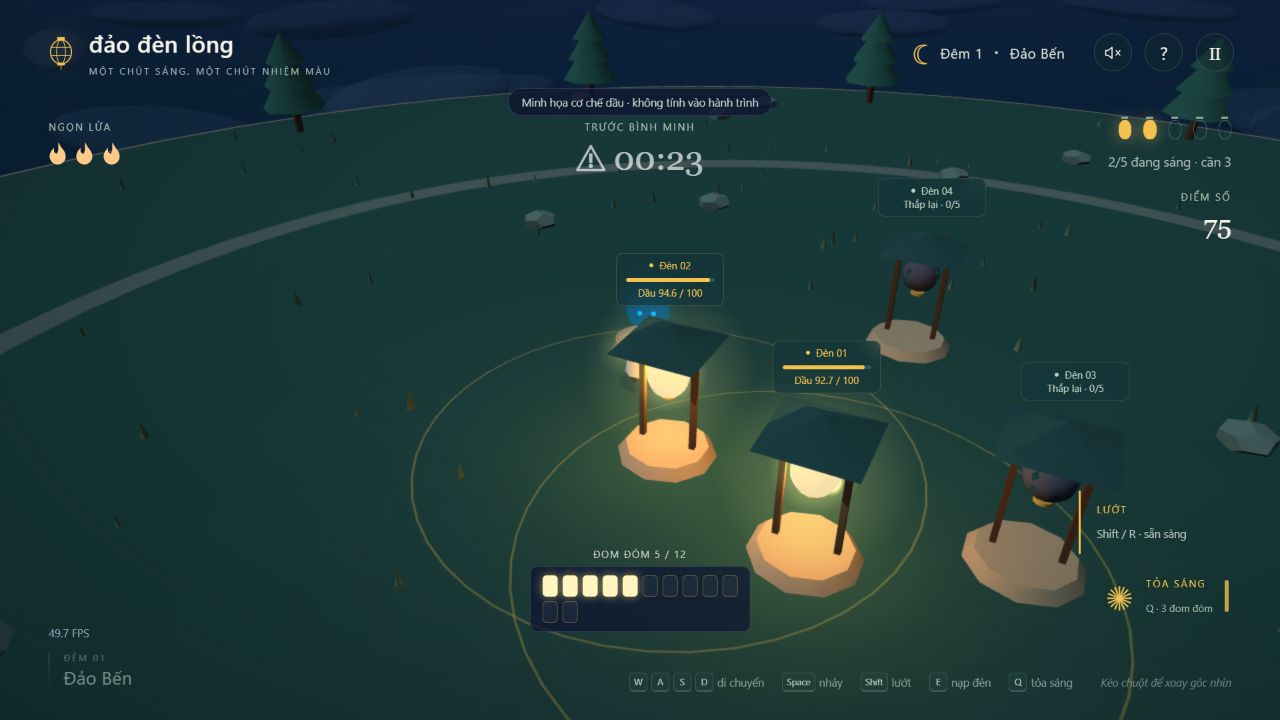 đảo đèn lồng
MỘT CHÚT SÁNG, MỘT CHÚT NHIỆM MÀU
Đêm 1 • Đảo Bến
?
II
Minh họa cơ chế dầu · không tính vào hành trình
NGỌN LỬA
TRƯỚC BÌNH MINH
00:23
2/5 đang sáng · cần 3
ĐIỂM SỐ
75
• Đèn 04
Thắp lại · 0/5
• Đèn 02
Dầu 94.6 / 100
• Đèn 01
Dầu 92.7 / 100
• Đèn 03
Thắp lại · 0/5
LƯỚT
Shift / R · sẵn sàng
ĐOM ĐÓM 5 / 12
TỎA SÁNG
Q · 3 đom đóm
49.7 FPS
ĐÊM 01
Đảo Bến
W A S D di chuyển Space nhảy Shift lướt E nạp đèn Q tỏa sáng Kéo chuột để xoay góc nhìn